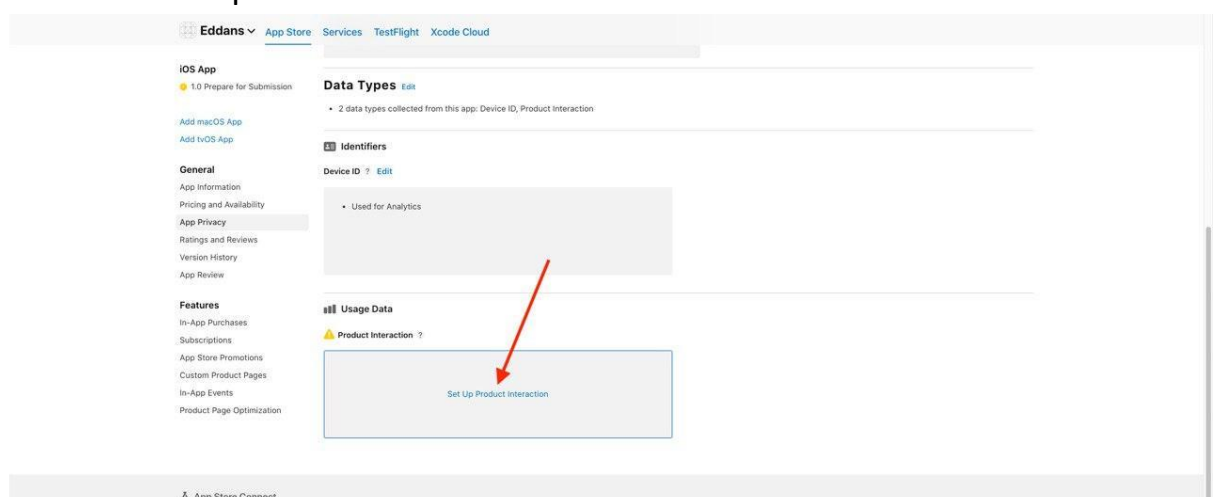 Eddans App Store Services TestFlight Xcode Cloud
iOS App
1.0 Prepare for Submission
Add macOS App
Add tvOS App
General
App Information
Pricing and Availability
App Privacy
Ratings and Reviews
Version History
App Review
Features
In-App Purchases
Subscriptions
App Store Promotions
Custom Product Pages
In-App Events
Product Page Optimization
Data Types Edit
• 2 data types collected from this app: Device ID, Product Interaction
Identifiers
Device ID ? Edit
• Used for Analytics
Usage Data
Product Interaction ?
Set Up Product Interaction
App Store Connect